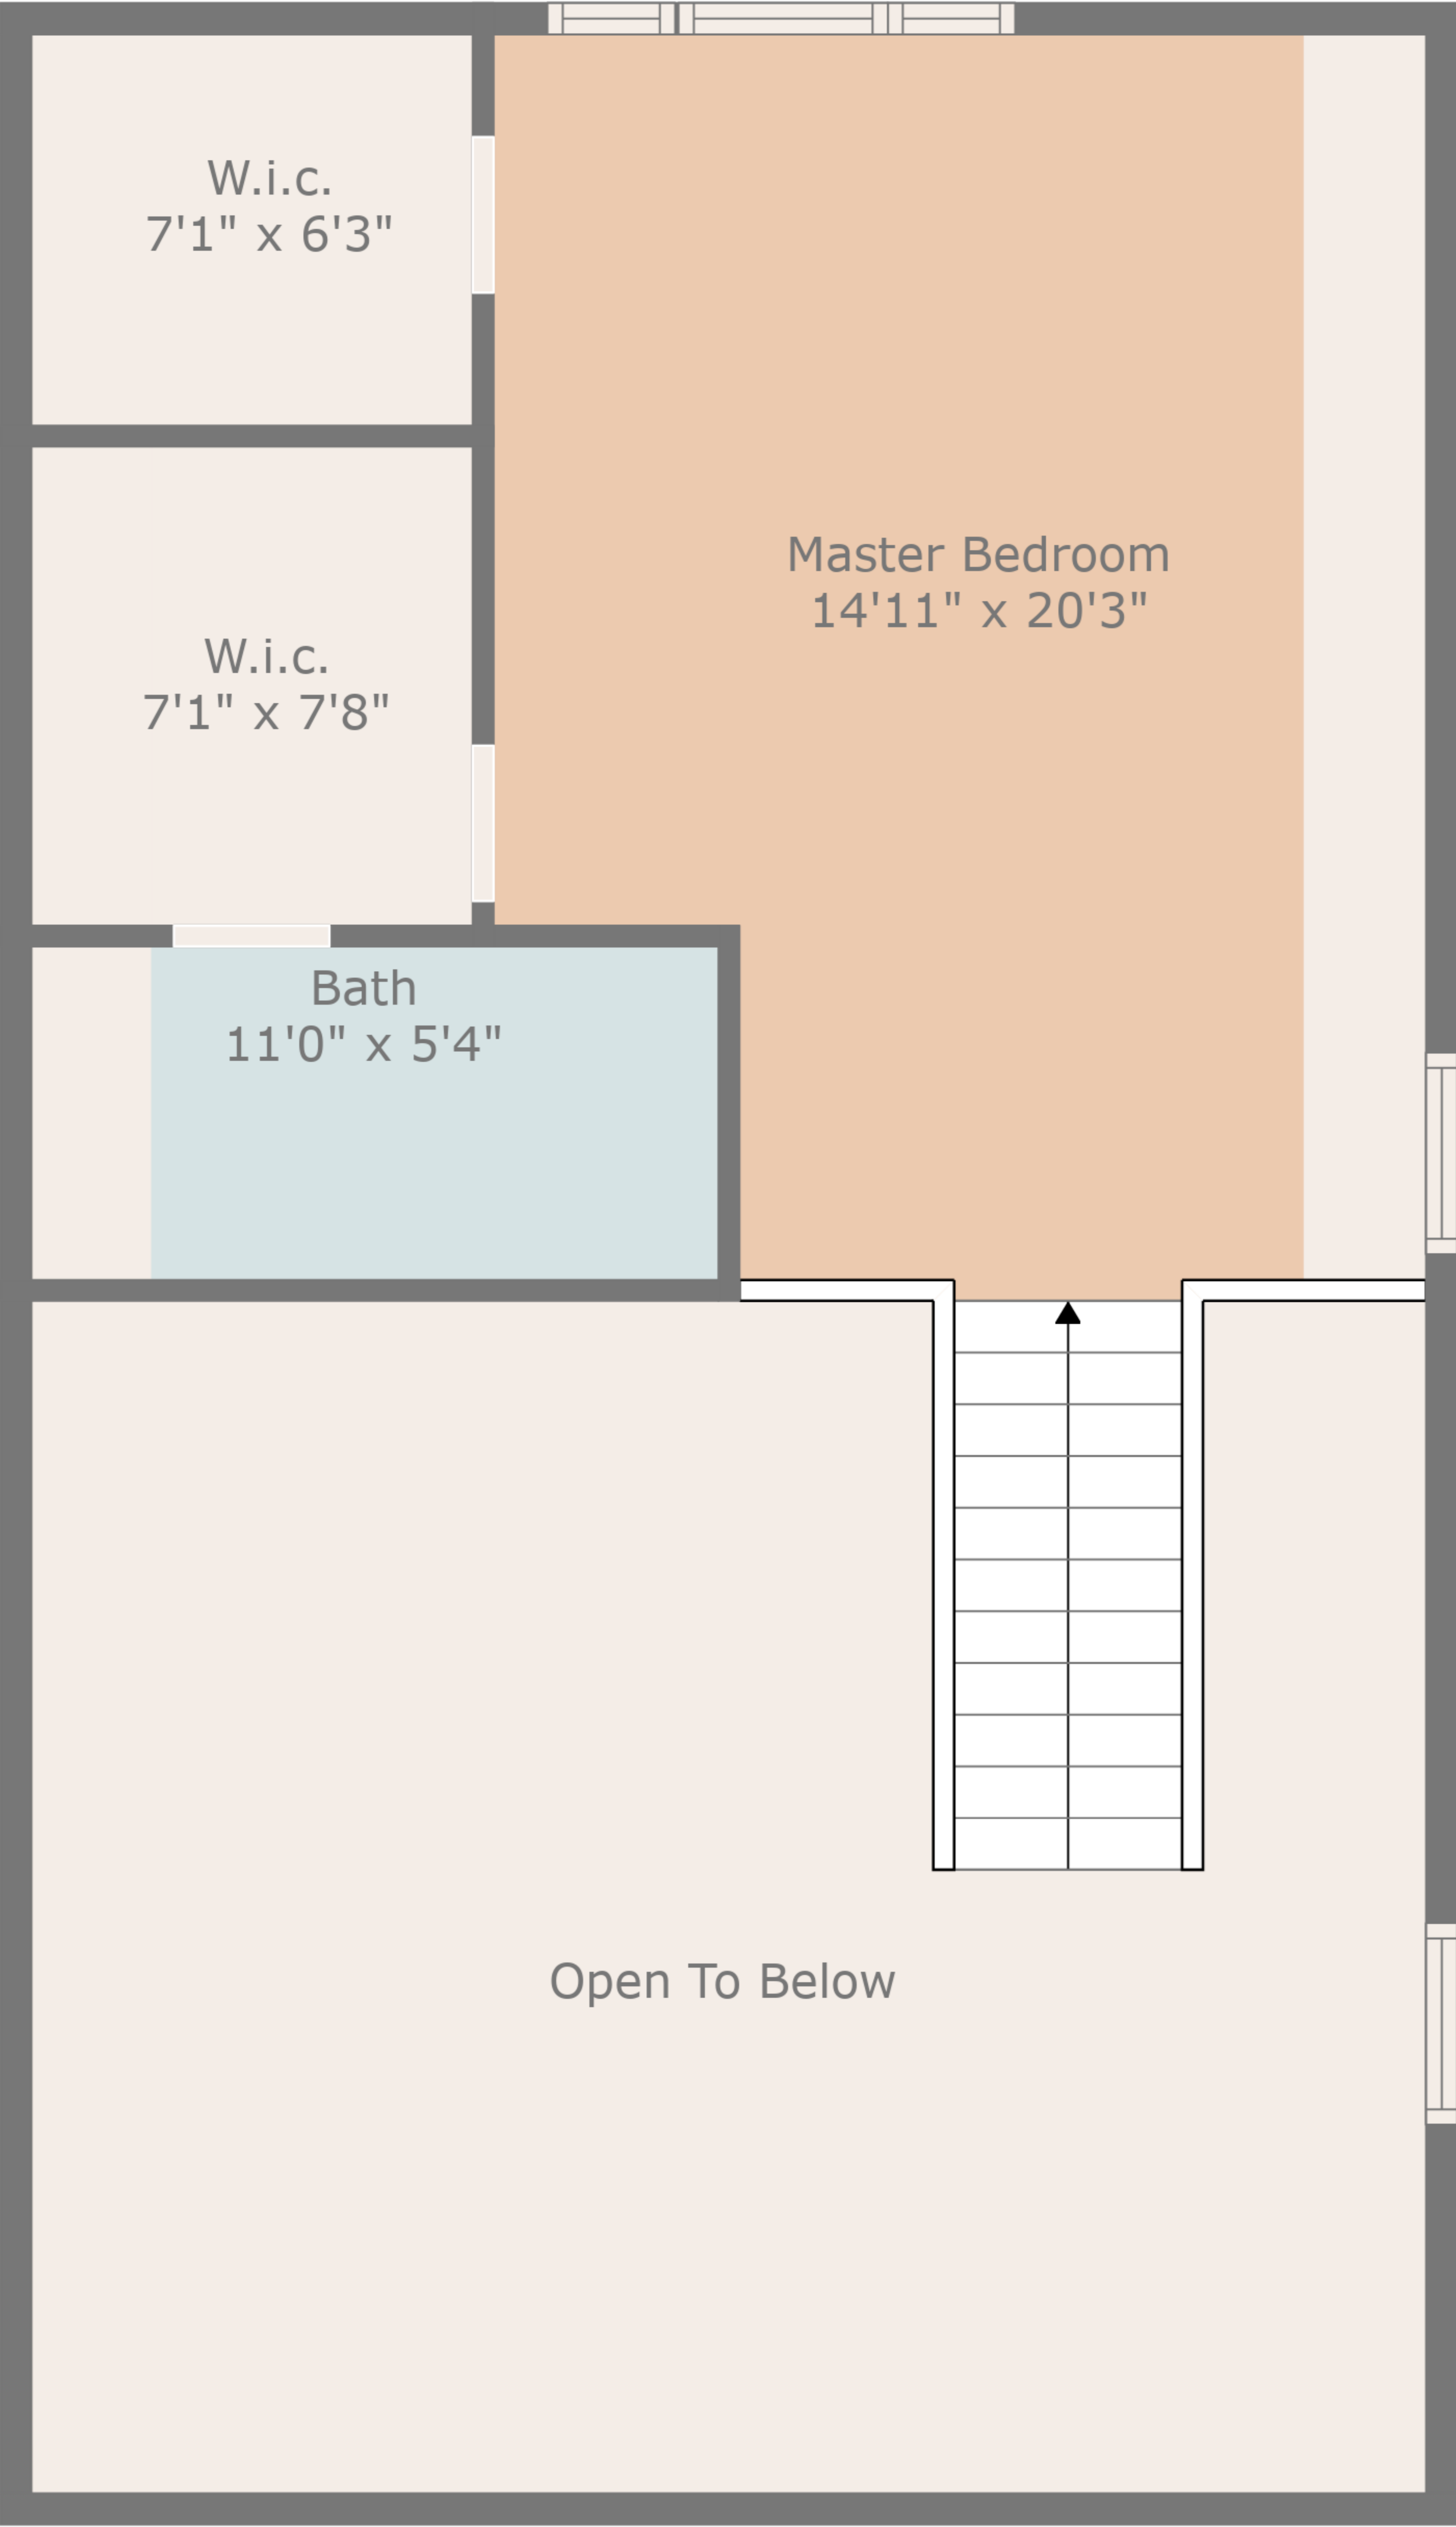 W.i.c.
7'1" x 6'3"
Master Bedroom
14'11" x 20'3"
W.i.c.
7'1" x 7'8"
Bath
11'0" x 5'4"
Open To Below